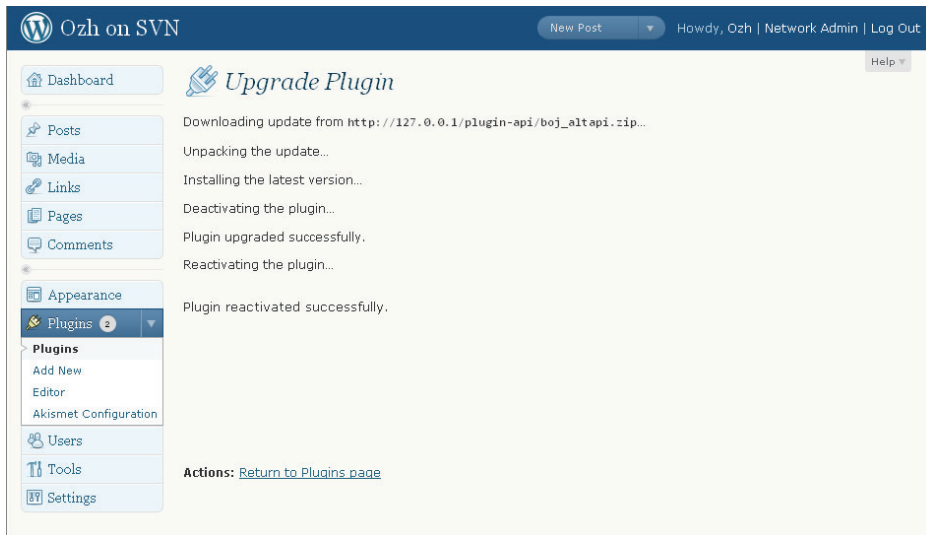 Ozh on SVN
New Post
Howdy, Ozh | Network Admin | Log Out
Help
Dashboard
Posts
Media
Links
Pages
Comments
Appearance
Plugins 2
Plugins
Add New
Editor
Akismet Configuration
Users
Tools
Settings
Upgrade Plugin
Downloading update from http://127.0.0.1/plugin-api/boj_altapi.zip…
Unpacking the update…
Installing the latest version…
Deactivating the plugin…
Plugin upgraded successfully.
Reactivating the plugin…
Plugin reactivated successfully.
Actions: Return to Plugins page